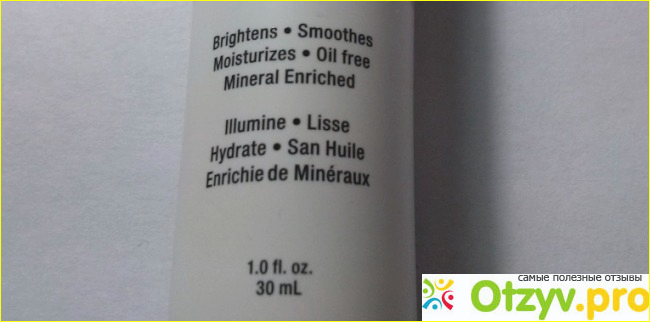 Brightens • Smoothes
Moisturizes • Oil free
Mineral Enriched
Illumine • Lisse
Hydrate • San Huile
Enrichie de Minéraux
1.0 fl. oz.
30 mL
самые полезные отзывы
Otzyv.pro